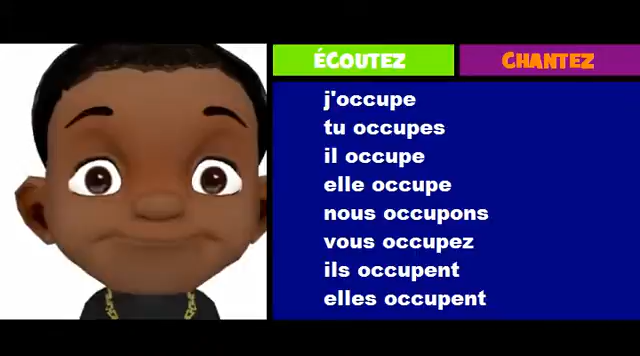 ÉCOUTEZ
CHANTEZ
j'occupe
tu occupes
il occupe
elle occupe
nous occupons
vous occupez
ils occupent
elles occupent